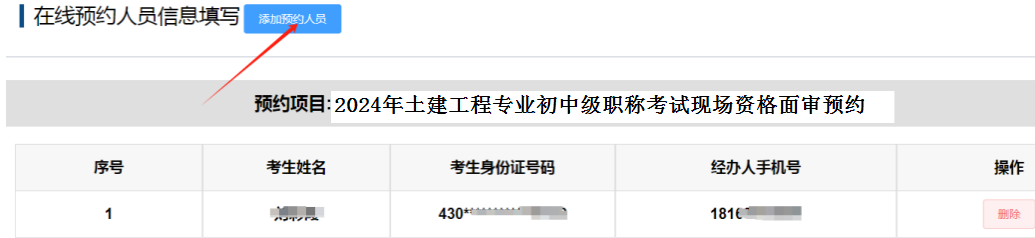 在线预约人员信息填写 添加预约人员
预约项目:2024年土建工程专业初中级职称考试现场资格面审预约
序号 考生姓名 考生身份证号码 经办人手机号 操作
1 430* 1816 删除